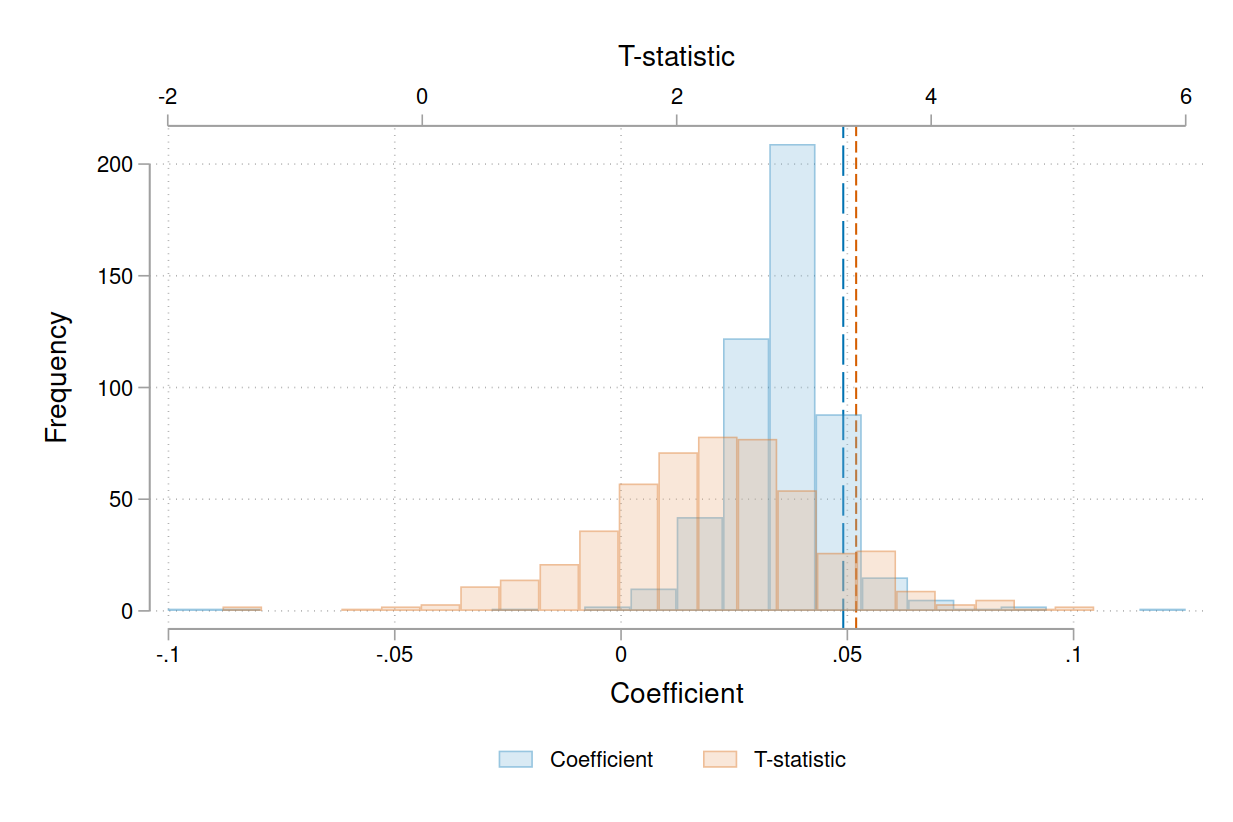 T-statistic
-2 0 2 4 6
200
150
100
50
0
Frequency
-.1 -.05 0 .05 .1
Coefficient
Coefficient T-statistic